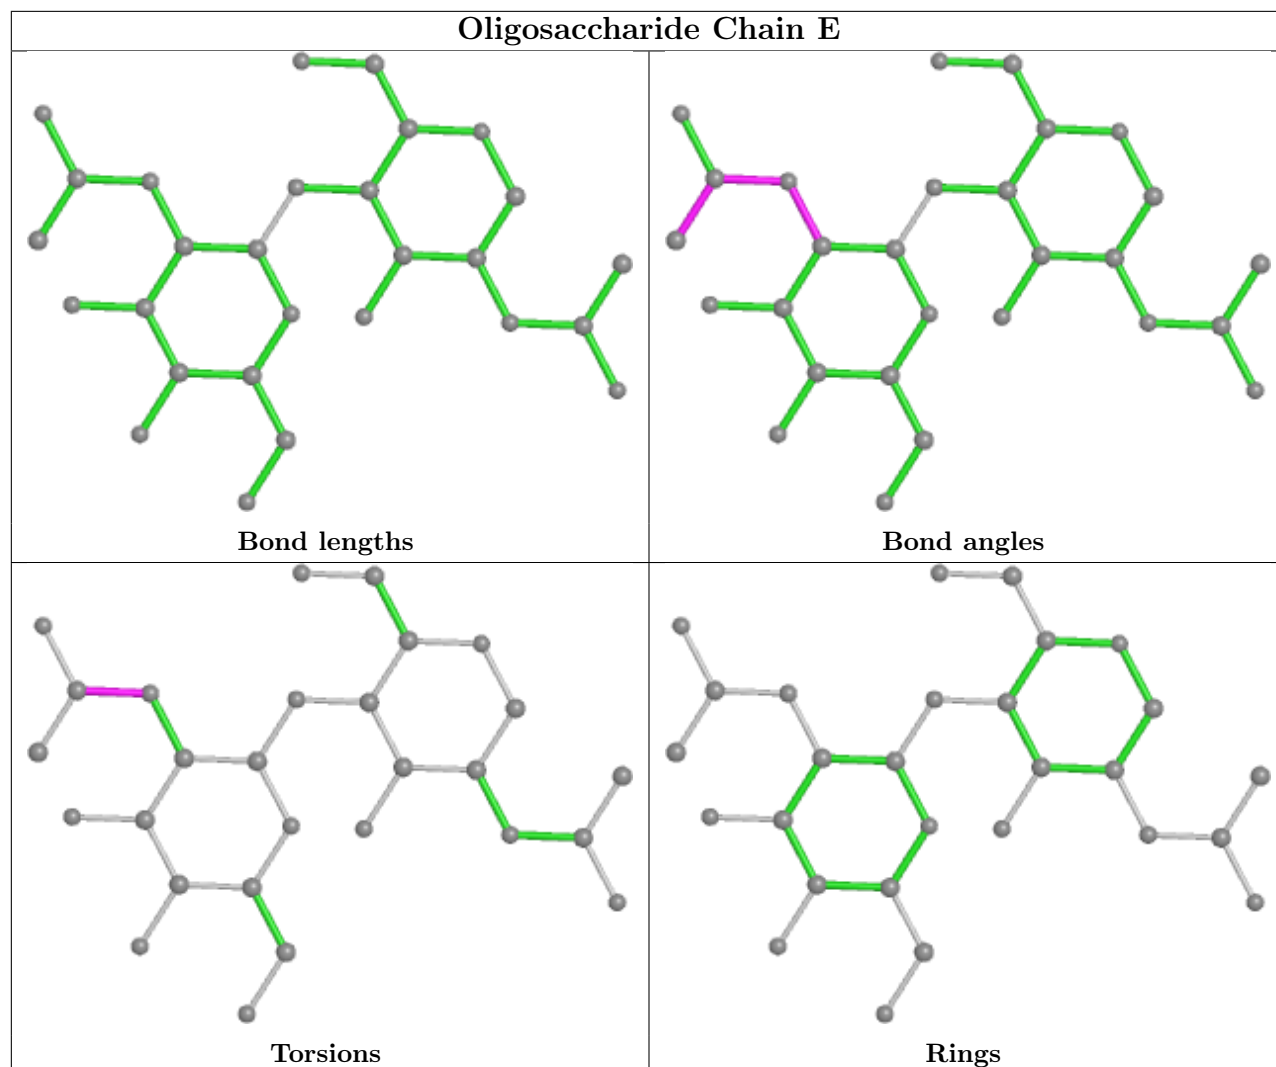 Oligosaccharide Chain E
Bond lengths
Bond angles
Torsions
Rings